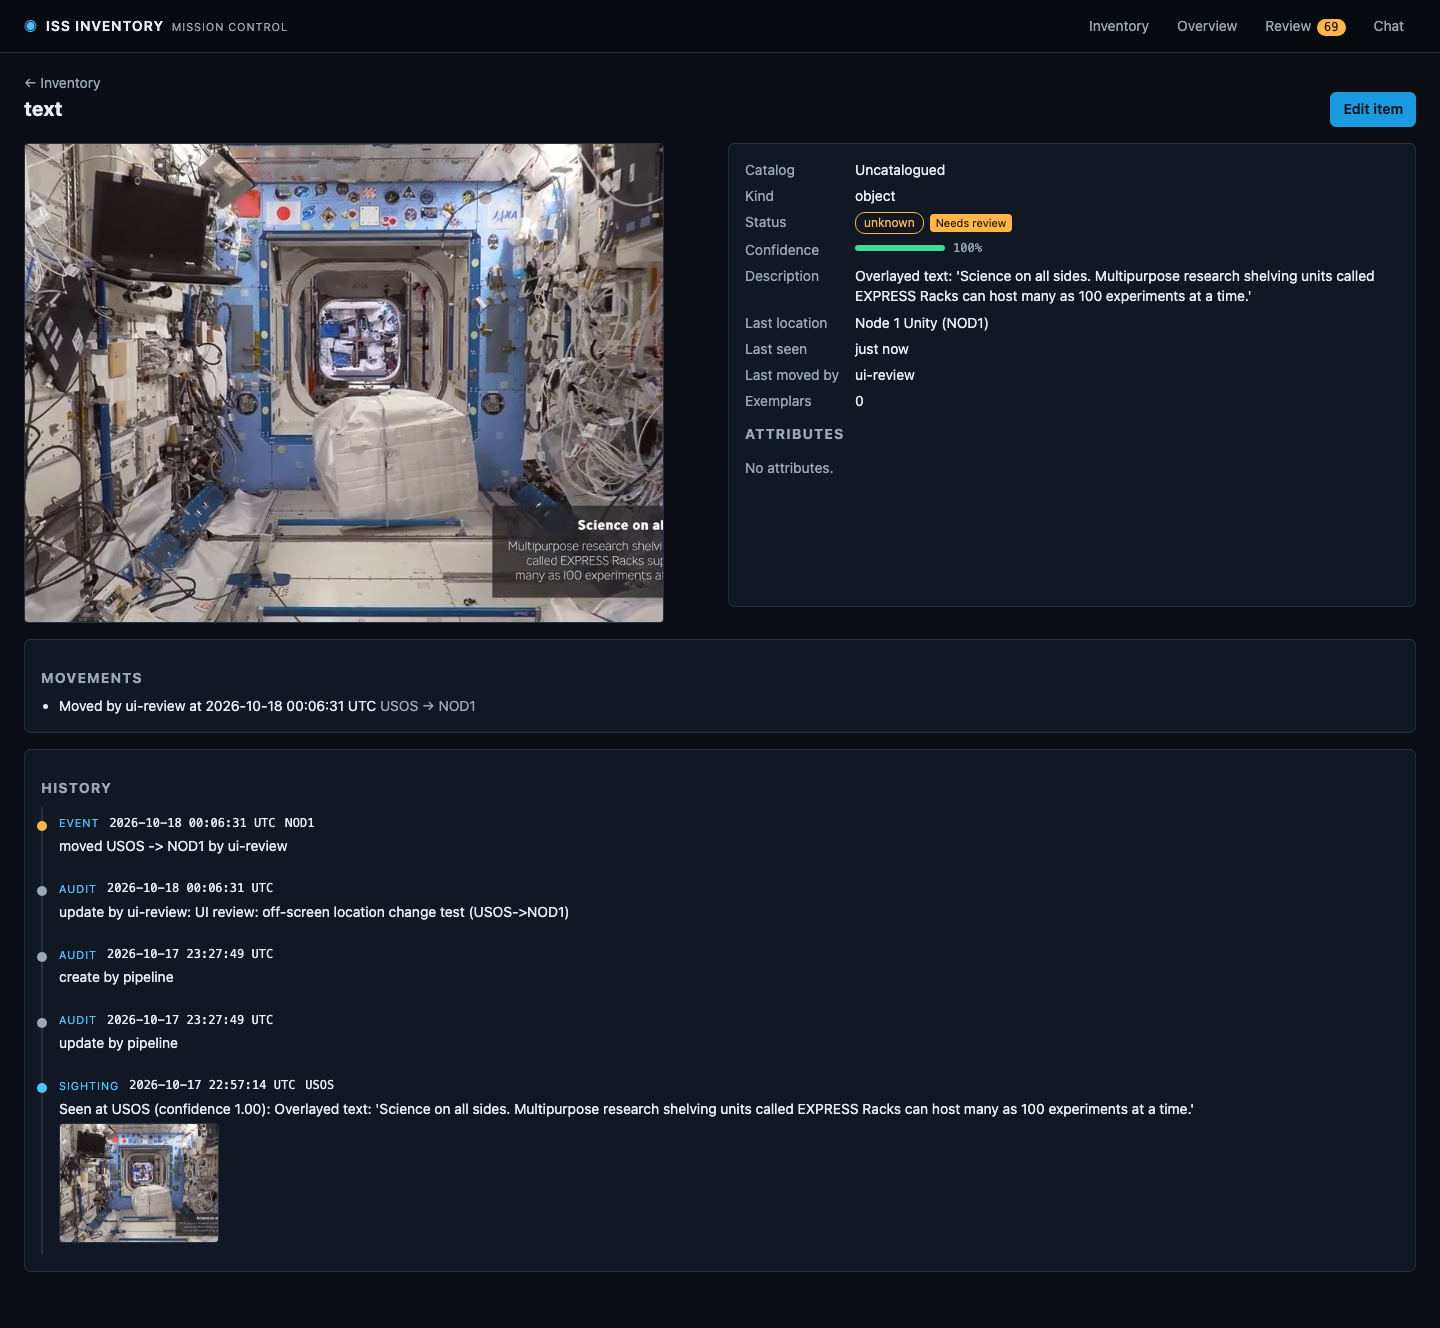 ISS INVENTORY MISSION CONTROL
Inventory Overview Review 69 Chat
← Inventory
text
Edit item
Science on al
Multipurpose research shelvi
called EXPRESS Racks sup
many as 100 experiments at
Catalog Uncatalogued
Kind object
Status unknown Needs review
Confidence 100%
Description Overlayed text: 'Science on all sides. Multipurpose research shelving units called
EXPRESS Racks can host many as 100 experiments at a time.'
Last location Node 1 Unity (NOD1)
Last seen just now
Last moved by ui-review
Exemplars 0
ATTRIBUTES
No attributes.
MOVEMENTS
• Moved by ui-review at 2026-10-18 00:06:31 UTC USOS → NOD1
HISTORY
EVENT 2026-10-18 00:06:31 UTC NOD1
moved USOS -> NOD1 by ui-review
AUDIT 2026-10-18 00:06:31 UTC
update by ui-review: UI review: off-screen location change test (USOS->NOD1)
AUDIT 2026-10-17 23:27:49 UTC
create by pipeline
AUDIT 2026-10-17 23:27:49 UTC
update by pipeline
SIGHTING 2026-10-17 22:57:14 UTC USOS
Seen at USOS (confidence 1.00): Overlayed text: 'Science on all sides. Multipurpose research shelving units called EXPRESS Racks can host many as 100 experiments at a time.'